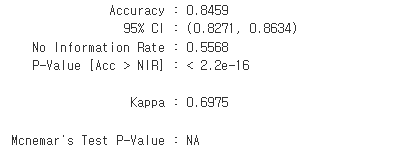 Accuracy : 0.8459
95% CI : (0.8271, 0.8634)
No Information Rate : 0.5568
P-Value [Acc > NIR] : < 2.2e-16
Kappa : 0.6975
Mcnemar's Test P-Value : NA